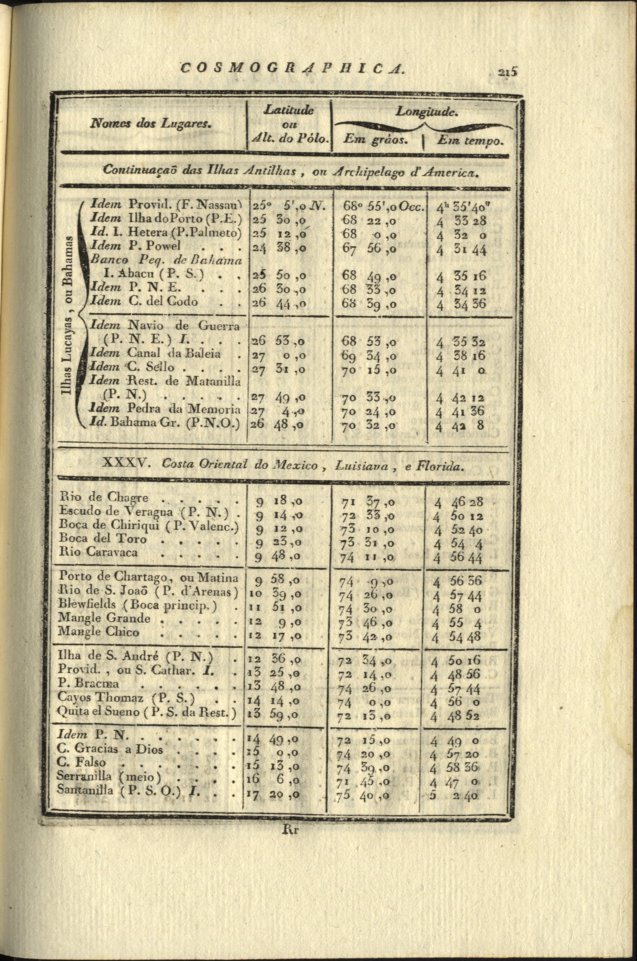 COSMOGRAPHICA. 215
Nomes dos Lugares. Latitude ou Alt. do Pólo. Longitude.
Em gráos. Em tempo.
Continuaçaõ das Ilhas Antilhas, ou Archipelago d'America.
Ilhas Lucayas, ou Bahamas
Idem Provid. (F. Nassau) 25° 5',0 N. 68° 55',0 Occ. 4h 35'40"
Idem Ilha do Porto (P.E.) 25 30,0 68 22,0 4 33 28
Id. I. Hetera (P.Palmeto) 25 12,0 68 0,0 4 32 0
Idem P. Powel . . . 24 38,0 67 56,0 4 31 44
Banco Peq. de Bahama
I. Abacu (P. S.) . . 25 50,0 68 49,0 4 35 16
Idem P. N. E. . . . 26 30,0 68 33,0 4 34 12
Idem C. del Codo . . 26 44,0 68 39,0 4 34 36
Idem Navio de Guerra
(P. N. E.) I. . . . 26 53,0 68 53,0 4 35 32
Idem Canal da Baleia . 27 0,0 69 34,0 4 38 16
Idem C. Sello . . . . 27 31,0 70 15,0 4 41 0
Idem Rest. de Matanilla
(P. N.) . . . . . 27 49,0 70 33,0 4 42 12
Idem Pedra da Memoria 27 4,0 70 24,0 4 41 36
Id. Bahama Gr. (P.N.O.) 26 48,0 70 32,0 4 42 8
XXXV. Costa Oriental do Mexico, Luisiava, e Florida.
Rio de Chagre . . . . . 9 18,0 71 37,0 4 46 28
Escudo de Veragua (P. N.) . 9 14,0 72 33,0 4 50 12
Boca de Chiriqui (P. Valenc.) 9 12,0 73 10,0 4 52 40
Boca del Toro . . . . . 9 23,0 73 31,0 4 54 4
Rio Caravaca . . . . . 9 48,0 74 11,0 4 56 44
Porto de Chartago, ou Matina 9 58,0 74 9,0 4 56 36
Rio de S. Joaõ (P. d'Arenas) 10 39,0 74 26,0 4 57 44
Blewfields (Boca princip.) . 11 51,0 74 30,0 4 58 0
Mangle Grande . . . . . 12 9,0 73 46,0 4 55 4
Mangle Chico . . . . . 12 17,0 73 42,0 4 54 48
Ilha de S. André (P. N.) . 12 36,0 72 34,0 4 50 16
Provid., ou S. Cathar. I. . 13 25,0 72 14,0 4 48 56
P. Bracma . . . . . . 13 48,0 74 26,0 4 57 44
Cayos Thomaz (P. S.) . . 14 14,0 74 0,0 4 56 0
Quita el Sueno (P. S. da Rest.) 13 59,0 72 13,0 4 48 52
Idem P. N. . . . . . . 14 49,0 72 15,0 4 49 0
C. Gracias a Dios . . . . 15 0,0 74 20,0 4 57 20
C. Falso . . . . . . 15 13,0 74 39,0 4 58 36
Serranilla (meio) . . . . 16 6,0 71 45,0 4 47 0
Santanilla (P. S. O.) I. . . 17 20,0 75 40,0 5 2 40
Rr